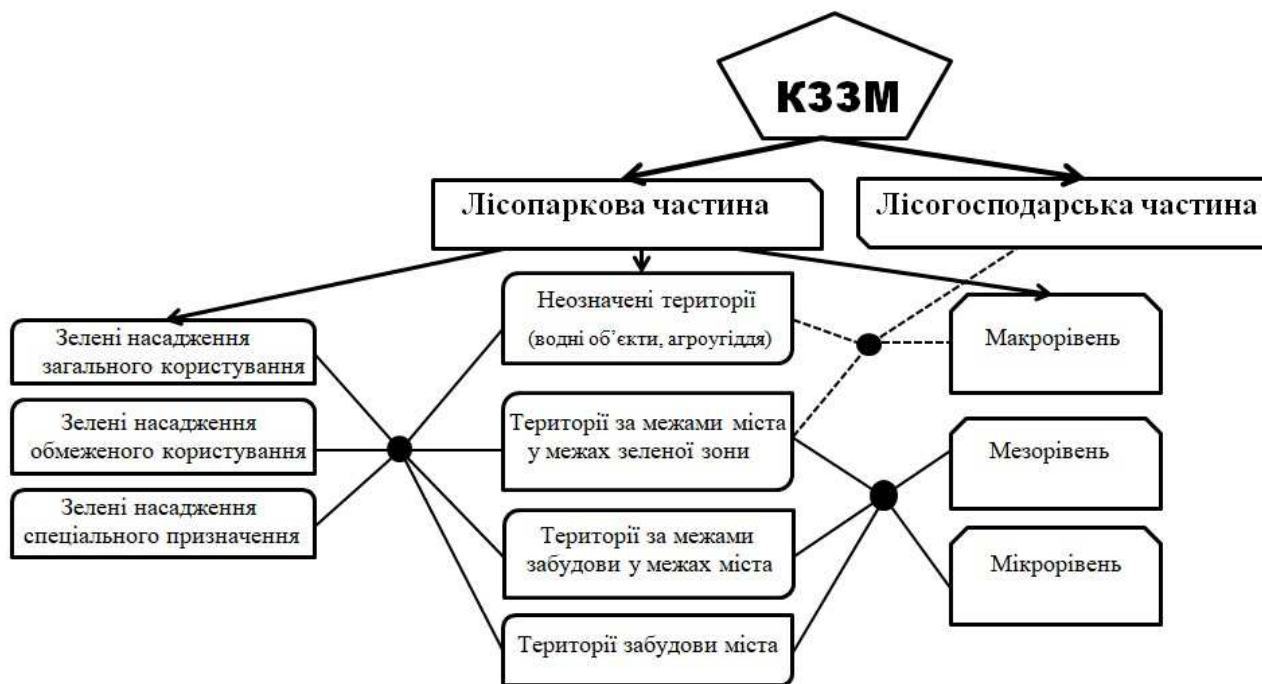 КЗЗМ
Лісопаркова частина
Лісогосподарська частина
Зелені насадження
загального користування
Зелені насадження
обмеженого користування
Зелені насадження
спеціального призначення
Неозначені території
(водні об’єкти, агроугіддя)
Території за межами міста
у межах зеленої зони
Території за межами
забудови у межах міста
Території забудови міста
Макрорівень
Мезорівень
Мікрорівень